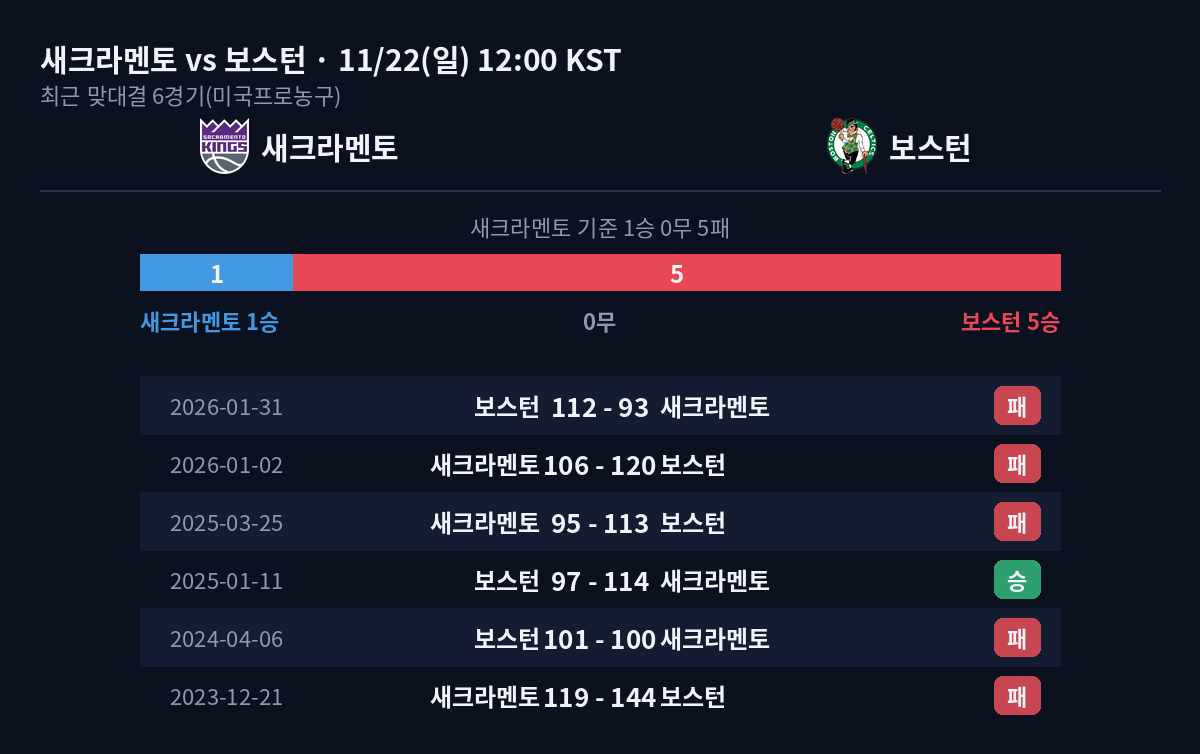 새크라멘토 vs 보스턴 · 11/22(일) 12:00 KST
최근 맞대결 6경기(미국프로농구)
SACRAMENTO
KINGS
새크라멘토
BOSTON CELTICS
보스턴
새크라멘토 기준 1승 0무 5패
1 5
새크라멘토 1승 0무 보스턴 5승
2026-01-31 보스턴 112 - 93 새크라멘토 패
2026-01-02 새크라멘토 106 - 120 보스턴 패
2025-03-25 새크라멘토 95 - 113 보스턴 패
2025-01-11 보스턴 97 - 114 새크라멘토 승
2024-04-06 보스턴 101 - 100 새크라멘토 패
2023-12-21 새크라멘토 119 - 144 보스턴 패